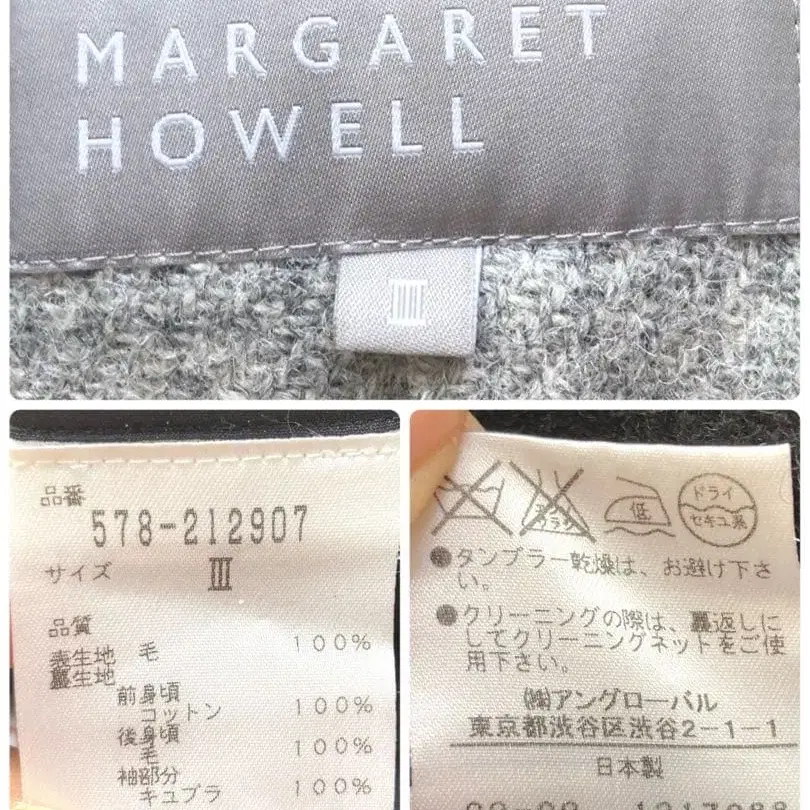 MARGARET
HOWELL
III
品番
578-212907
サイズ III
品質
表生地 毛 100%
裏生地
前身頃
コットン 100%
後身頃
毛 100%
袖部分
キュプラ 100%
低
ドライ
セキユ系
●タンブラー乾燥は、お避け下さ
い。
●クリーニングの際は、裏返しに
してクリーニングネットをご使
用下さい。
㈱アングローバル
東京都渋谷区渋谷2-1-1
日本製